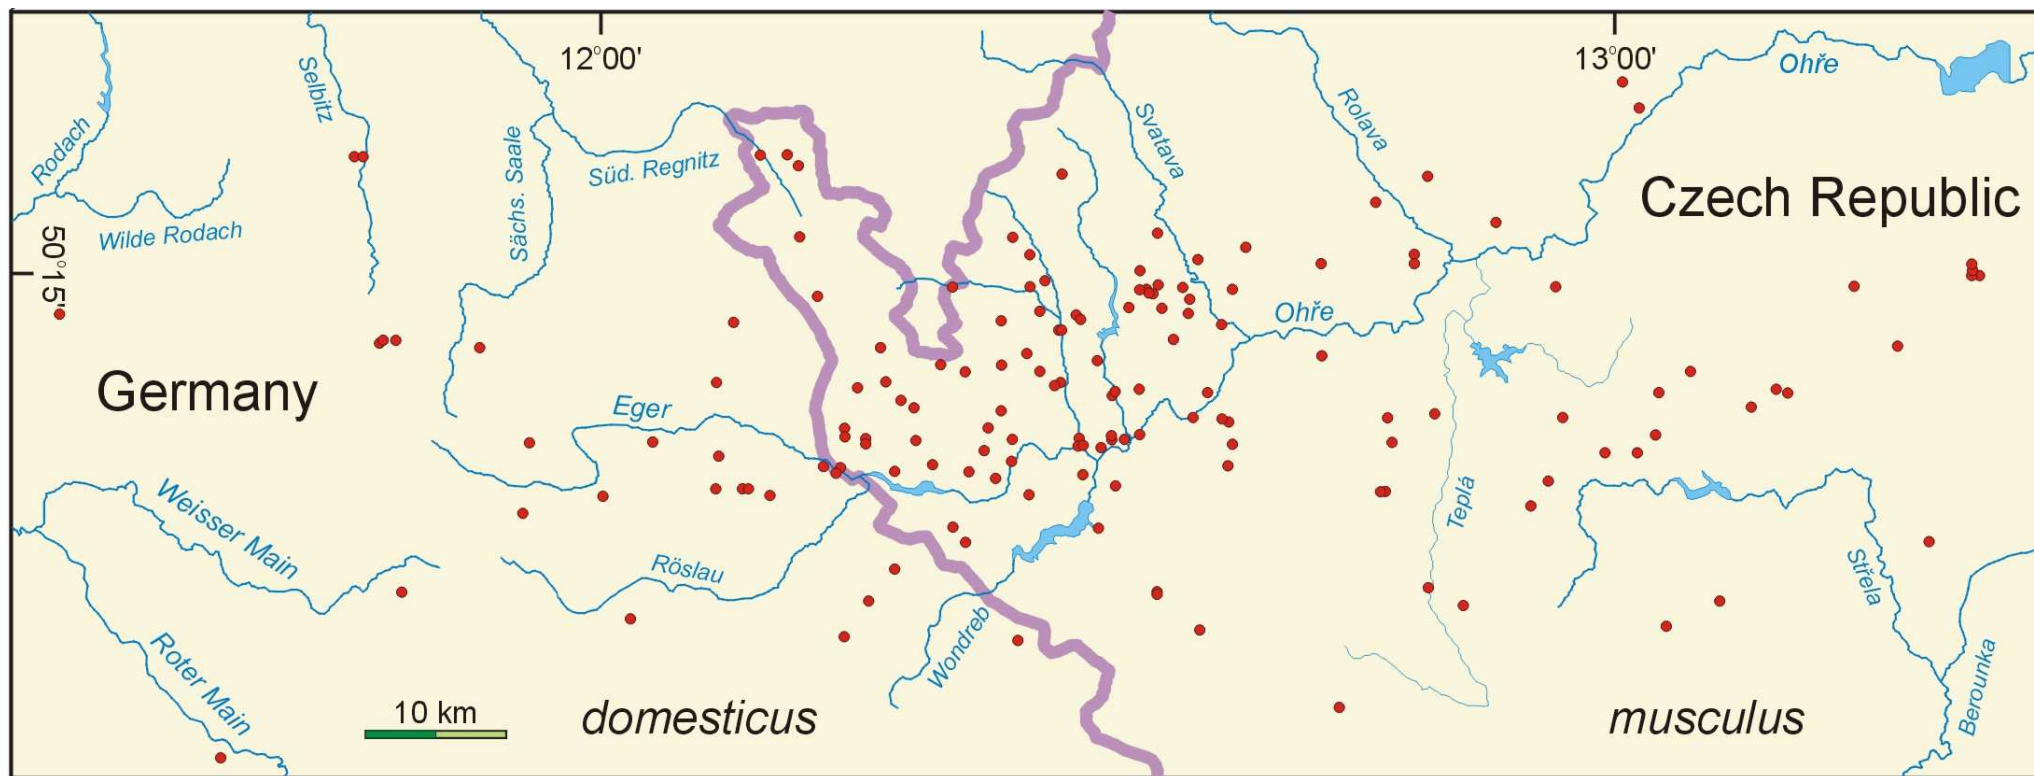 12°00'
13°00'
Ohře
Selbitz
Rodach
Sächs. Saale
Süd. Regnitz
Svatava
Rolava
Czech Republic
Wilde Rodach
50°15'
Ohře
Germany
Eger
Weisser Main
Teplá
Röslau
Střela
Roter Main
Wondreb
Berounka
10 km
domesticus
musculus